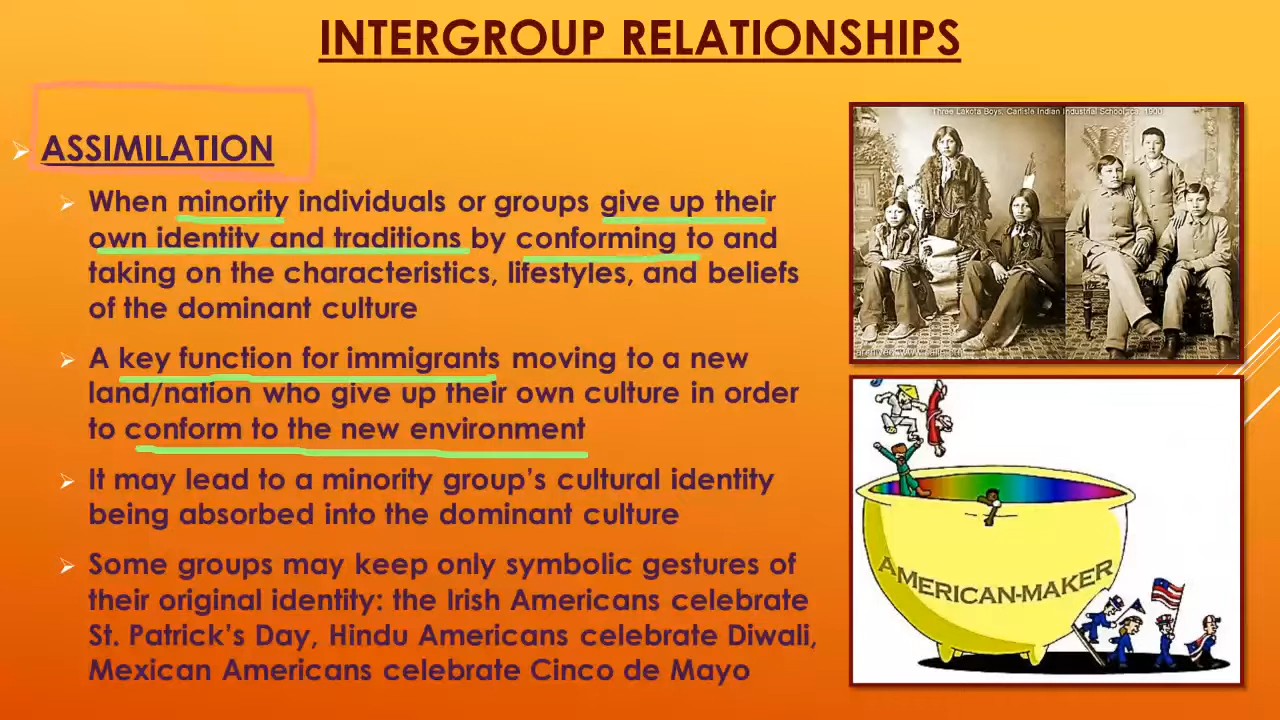 INTERGROUP RELATIONSHIPS
ASSIMILATION
When minority individuals or groups give up their
own identity and traditions by conforming to and
taking on the characteristics, lifestyles, and beliefs
of the dominant culture
A key function for immigrants moving to a new
land/nation who give up their own culture in order
to conform to the new environment
It may lead to a minority group's cultural identity
being absorbed into the dominant culture
Some groups may keep only symbolic gestures of
their original identity: the Irish Americans celebrate
St. Patrick's Day, Hindu Americans celebrate Diwali,
Mexican Americans celebrate Cinco de Mayo
Three Lakota Boys, Carlisle Indian Industrial School, ca. 1900
AMERICAN-MAKER